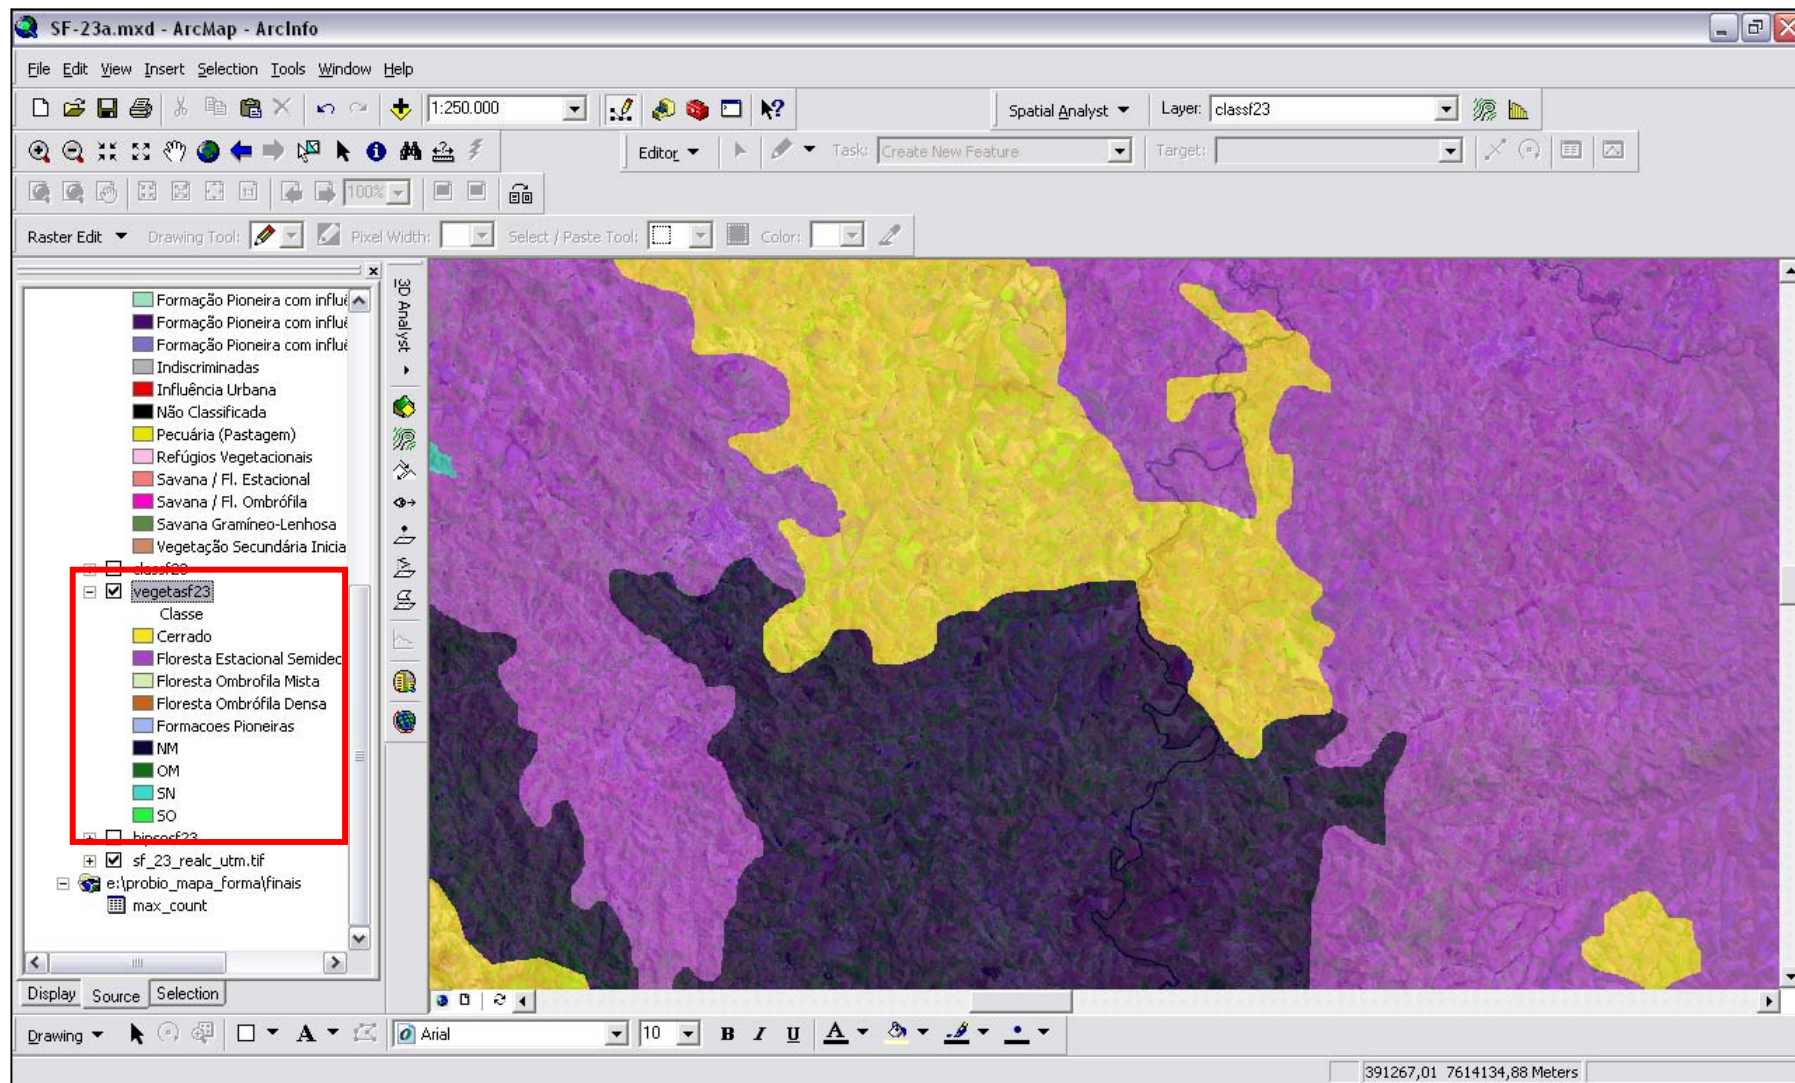 SF-23a.mxd - ArcMap - ArcInfo
File Edit View Insert Selection Tools Window Help
1:250.000
Spatial Analyst
Layer: classf23
Editor
Task: Create New Feature
Target:
100%
Raster Edit
Drawing Tool:
Pixel Width:
Select / Paste Tool:
Color:
3D Analyst
Formação Pioneira com influê
Formação Pioneira com influê
Formação Pioneira com influê
Indiscriminadas
Influência Urbana
Não Classificada
Pecuária (Pastagem)
Refúgios Vegetacionais
Savana / Fl. Estacional
Savana / Fl. Ombrófila
Savana Gramíneo-Lenhosa
Vegetação Secundária Inicia
classf23
vegetasf23
Classe
Cerrado
Floresta Estacional Semidec
Floresta Ombrofila Mista
Floresta Ombrófila Densa
Formacoes Pioneiras
NM
OM
SN
SO
hipsosf23
sf_23_realc_utm.tif
e:\probio_mapa_forma\finais
max_count
Display Source Selection
Drawing
A
Arial
10
B I U A
391267,01 7614134,88 Meters